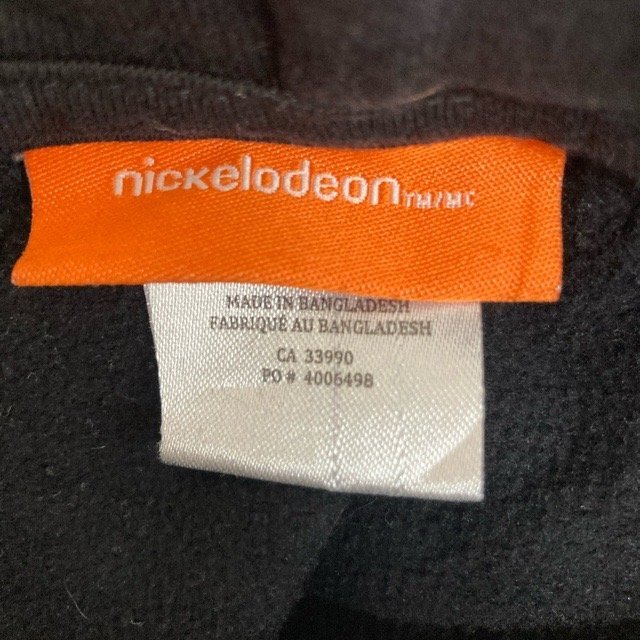 nickelodeon TM/MC
MADE IN BANGLADESH
FABRIQUÉ AU BANGLADESH
CA 33990
PO # 4006498